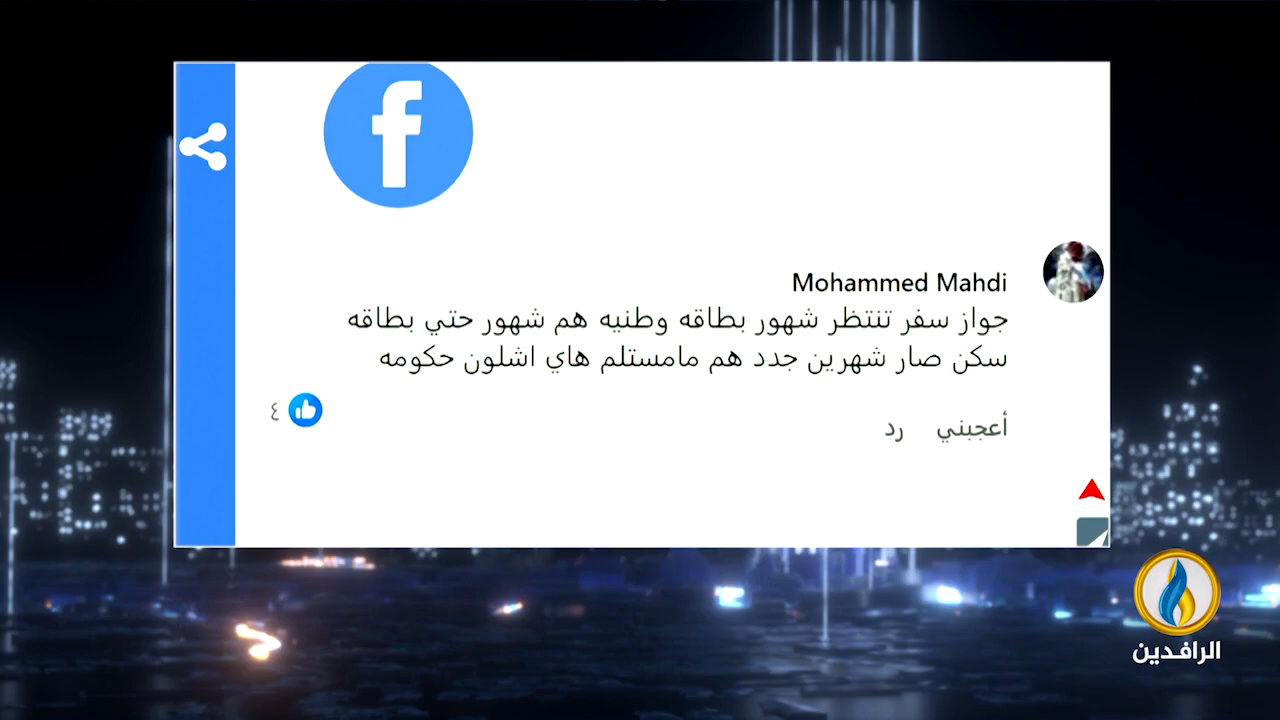 Mohammed Mahdi
جواز سفر تنتظر شهور بطاقه وطنيه هم شهور حتي بطاقه
سكن صار شهرين جدد هم مامستلم هاي اشلون حكومه
٤
أعجبني رد
الرافدين